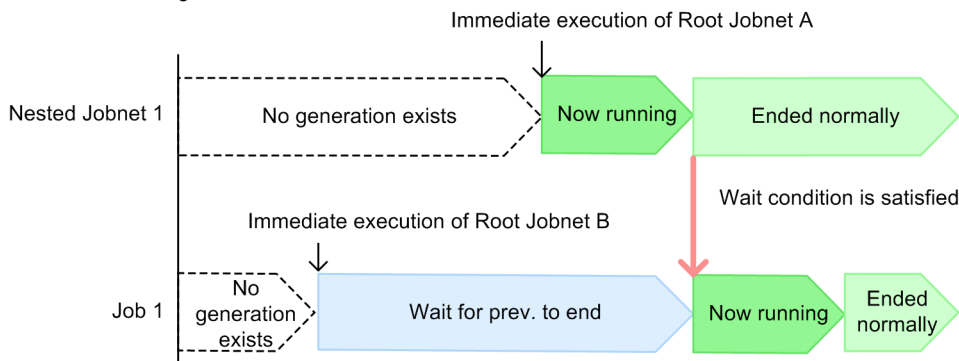 Immediate execution of Root Jobnet A
Nested Jobnet 1
No generation exists
Now running
Ended normally
Wait condition is satisfied
Immediate execution of Root Jobnet B
Job 1
No
generation
exists
Wait for prev. to end
Now running
Ended
normally